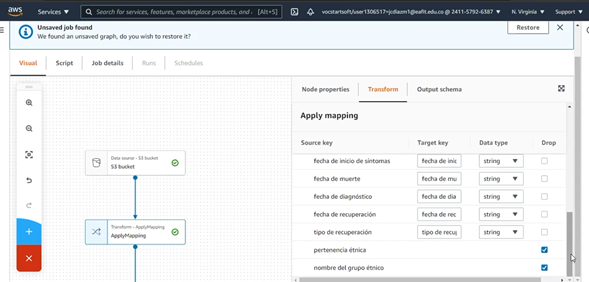 aws Services Search for services, features, marketplace products, and [Alt+S] vocstartsoft/user1306517=jcdiaom1@eafit.edu.co @ 2411-5792-6387 N. Virginia Support
Unsaved job found
We found an unsaved graph, do you wish to restore it?
Restore
Visual Script Job details Runs Schedules
Node properties Transform Output schema
Apply mapping
Source key Target key Data type Drop
fecha de inicio de síntomas fecha de inic string
fecha de muerte fecha de mu string
fecha de diagnóstico fecha de dia string
fecha de recuperación fecha de rec string
tipo de recuperación tipo de recup string
pertenencia étnica
nombre del grupo étnico
Data source - S3 bucket
S3 bucket
Transform - ApplyMapping
ApplyMapping